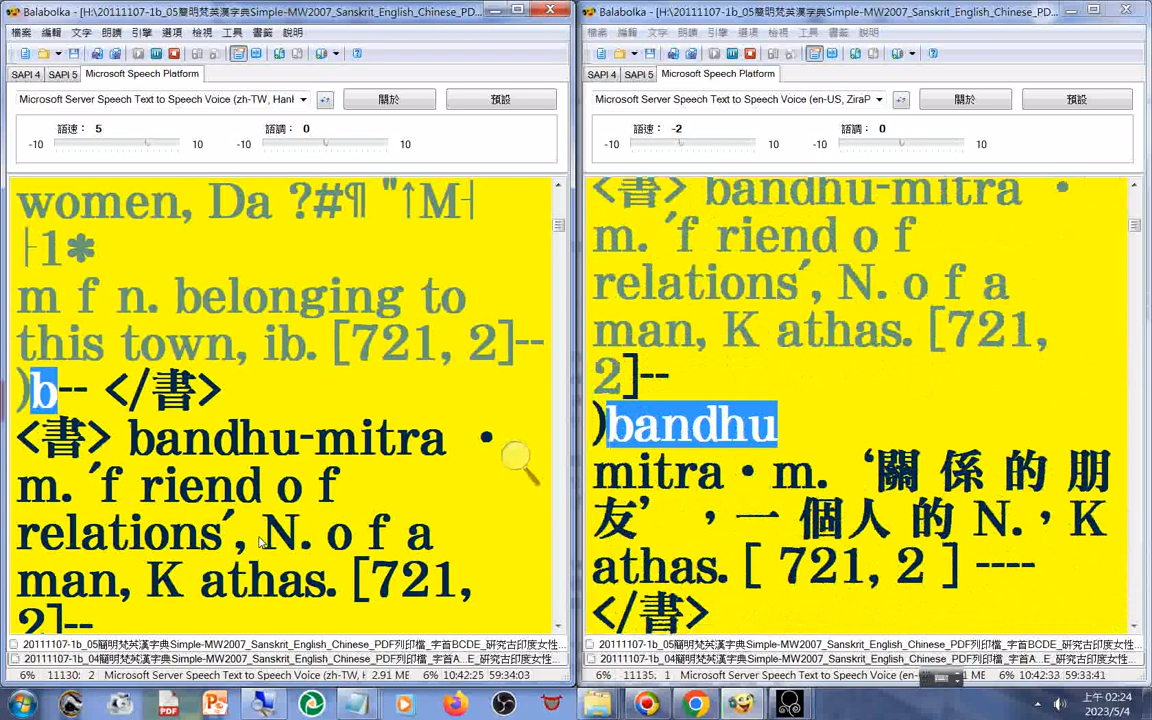 Balabolka - [H:\20111107-1b_05簡明梵英漢字典Simple-MW2007_Sanskrit_English_Chinese_PD...
檔案 編輯 文字 朗讀 引擎 選項 檢視 工具 書籤 說明
SAPI 4 SAPI 5 Microsoft Speech Platform
Microsoft Server Speech Text to Speech Voice (zh-TW, Hanl
關於 預設
語速： 5 語調： 0
-10 10 -10 10
women, Da ?#¶ "↑M┤
├1✱
m f n. belonging to
this town, ib. [721, 2]--
)b-- </書>
<書> bandhu-mitra •
m. ´f riend o f
relations´, N. o f a
man, K athas. [721,
2]--
20111107-1b_05簡明梵英漢字典Simple-MW2007_Sanskrit_English_Chinese_PDF列印檔_字首BCDE_研究古印度女性...
20111107-1b_04簡明梵英漢字典Simple-MW2007_Sanskrit_English_Chinese_PDF列印檔_字首A...E_研究古印度女性...
6% 11130: 2 Microsoft Server Speech Text to Speech Voice (zh-TW, H 2.91 ME 6% 10:42:25 59:34:03
Balabolka - [H:\20111107-1b_05簡明梵英漢字典Simple-MW2007_Sanskrit_English_Chinese_PD...
檔案 編輯 文字 朗讀 引擎 選項 檢視 工具 書籤 說明
SAPI 4 SAPI 5 Microsoft Speech Platform
Microsoft Server Speech Text to Speech Voice (en-US, ZiraP
關於 預設
語速： -2 語調： 0
-10 10 -10 10
<書> bandhu-mitra •
m. ´f riend o f
relations´, N. o f a
man, K athas. [721,
2]--
)bandhu
mitra•m.‘關 係 的 朋
友’ ，一 個人 的 N.，K
athas. [ 721, 2 ] ----
</書>
20111107-1b_05簡明梵英漢字典Simple-MW2007_Sanskrit_English_Chinese_PDF列印檔_字首BCDE_研究古印度女性...
20111107-1b_04簡明梵英漢字典Simple-MW2007_Sanskrit_English_Chinese_PDF列印檔_字首A...E_研究古印度女性...
6% 11135, 1 Microsoft Server Speech Text to Speech Voice (en-US 6% 10:42:33 59:33:41
上午 02:24
2023/5/4